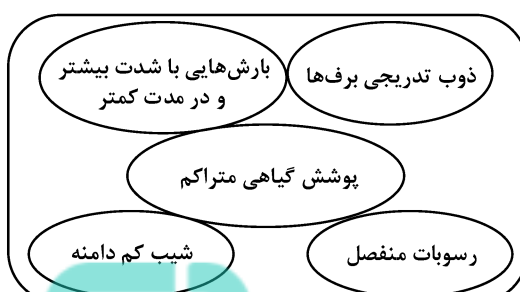 ذوب تدریجی برف‌ها
بارش‌هایی با شدت بیشتر
و در مدت کمتر
پوشش گیاهی متراکم
رسوبات منفصل
شیب کم دامنه